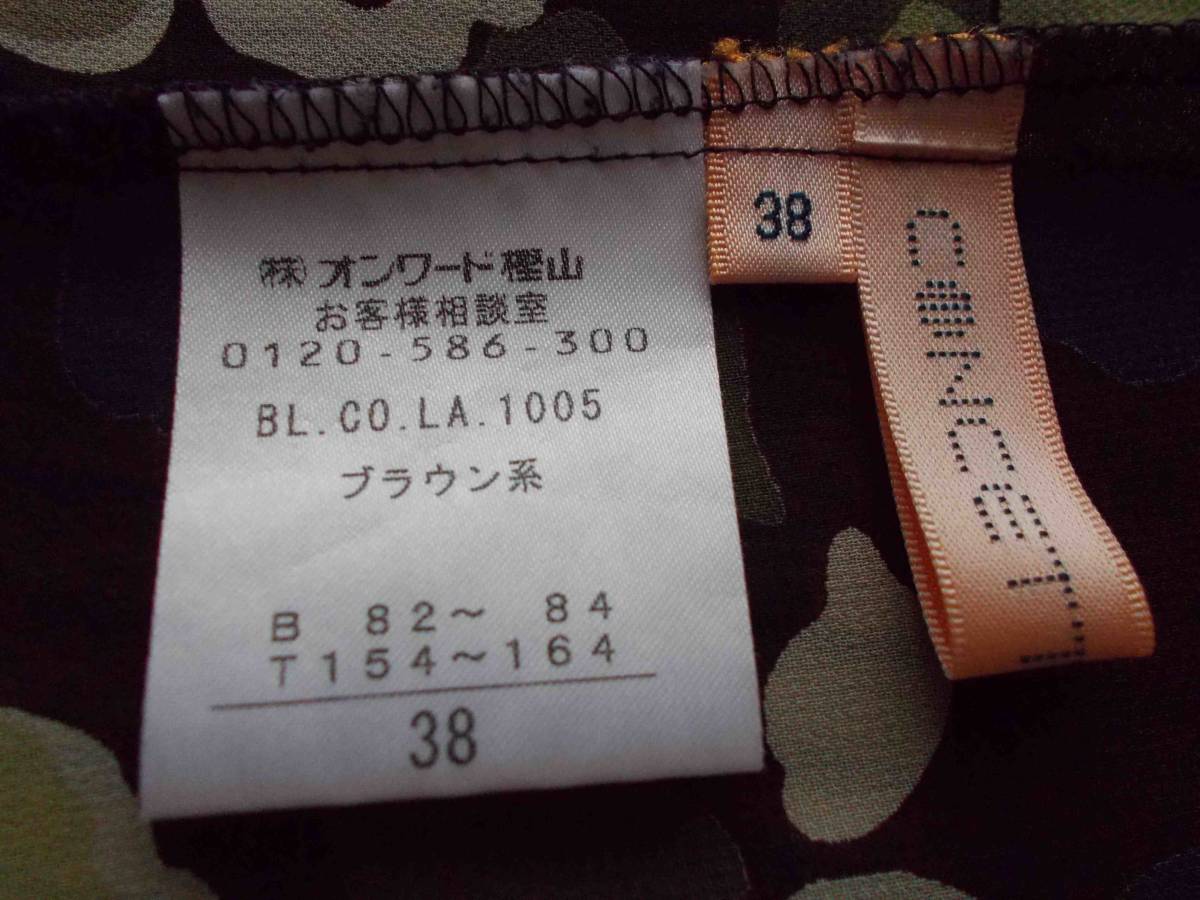 ㈱オンワード樫山
お客様相談室
0120-586-300
BL.CO.LA.1005
ブラウン系
B 82～ 84
T154～164
38
38